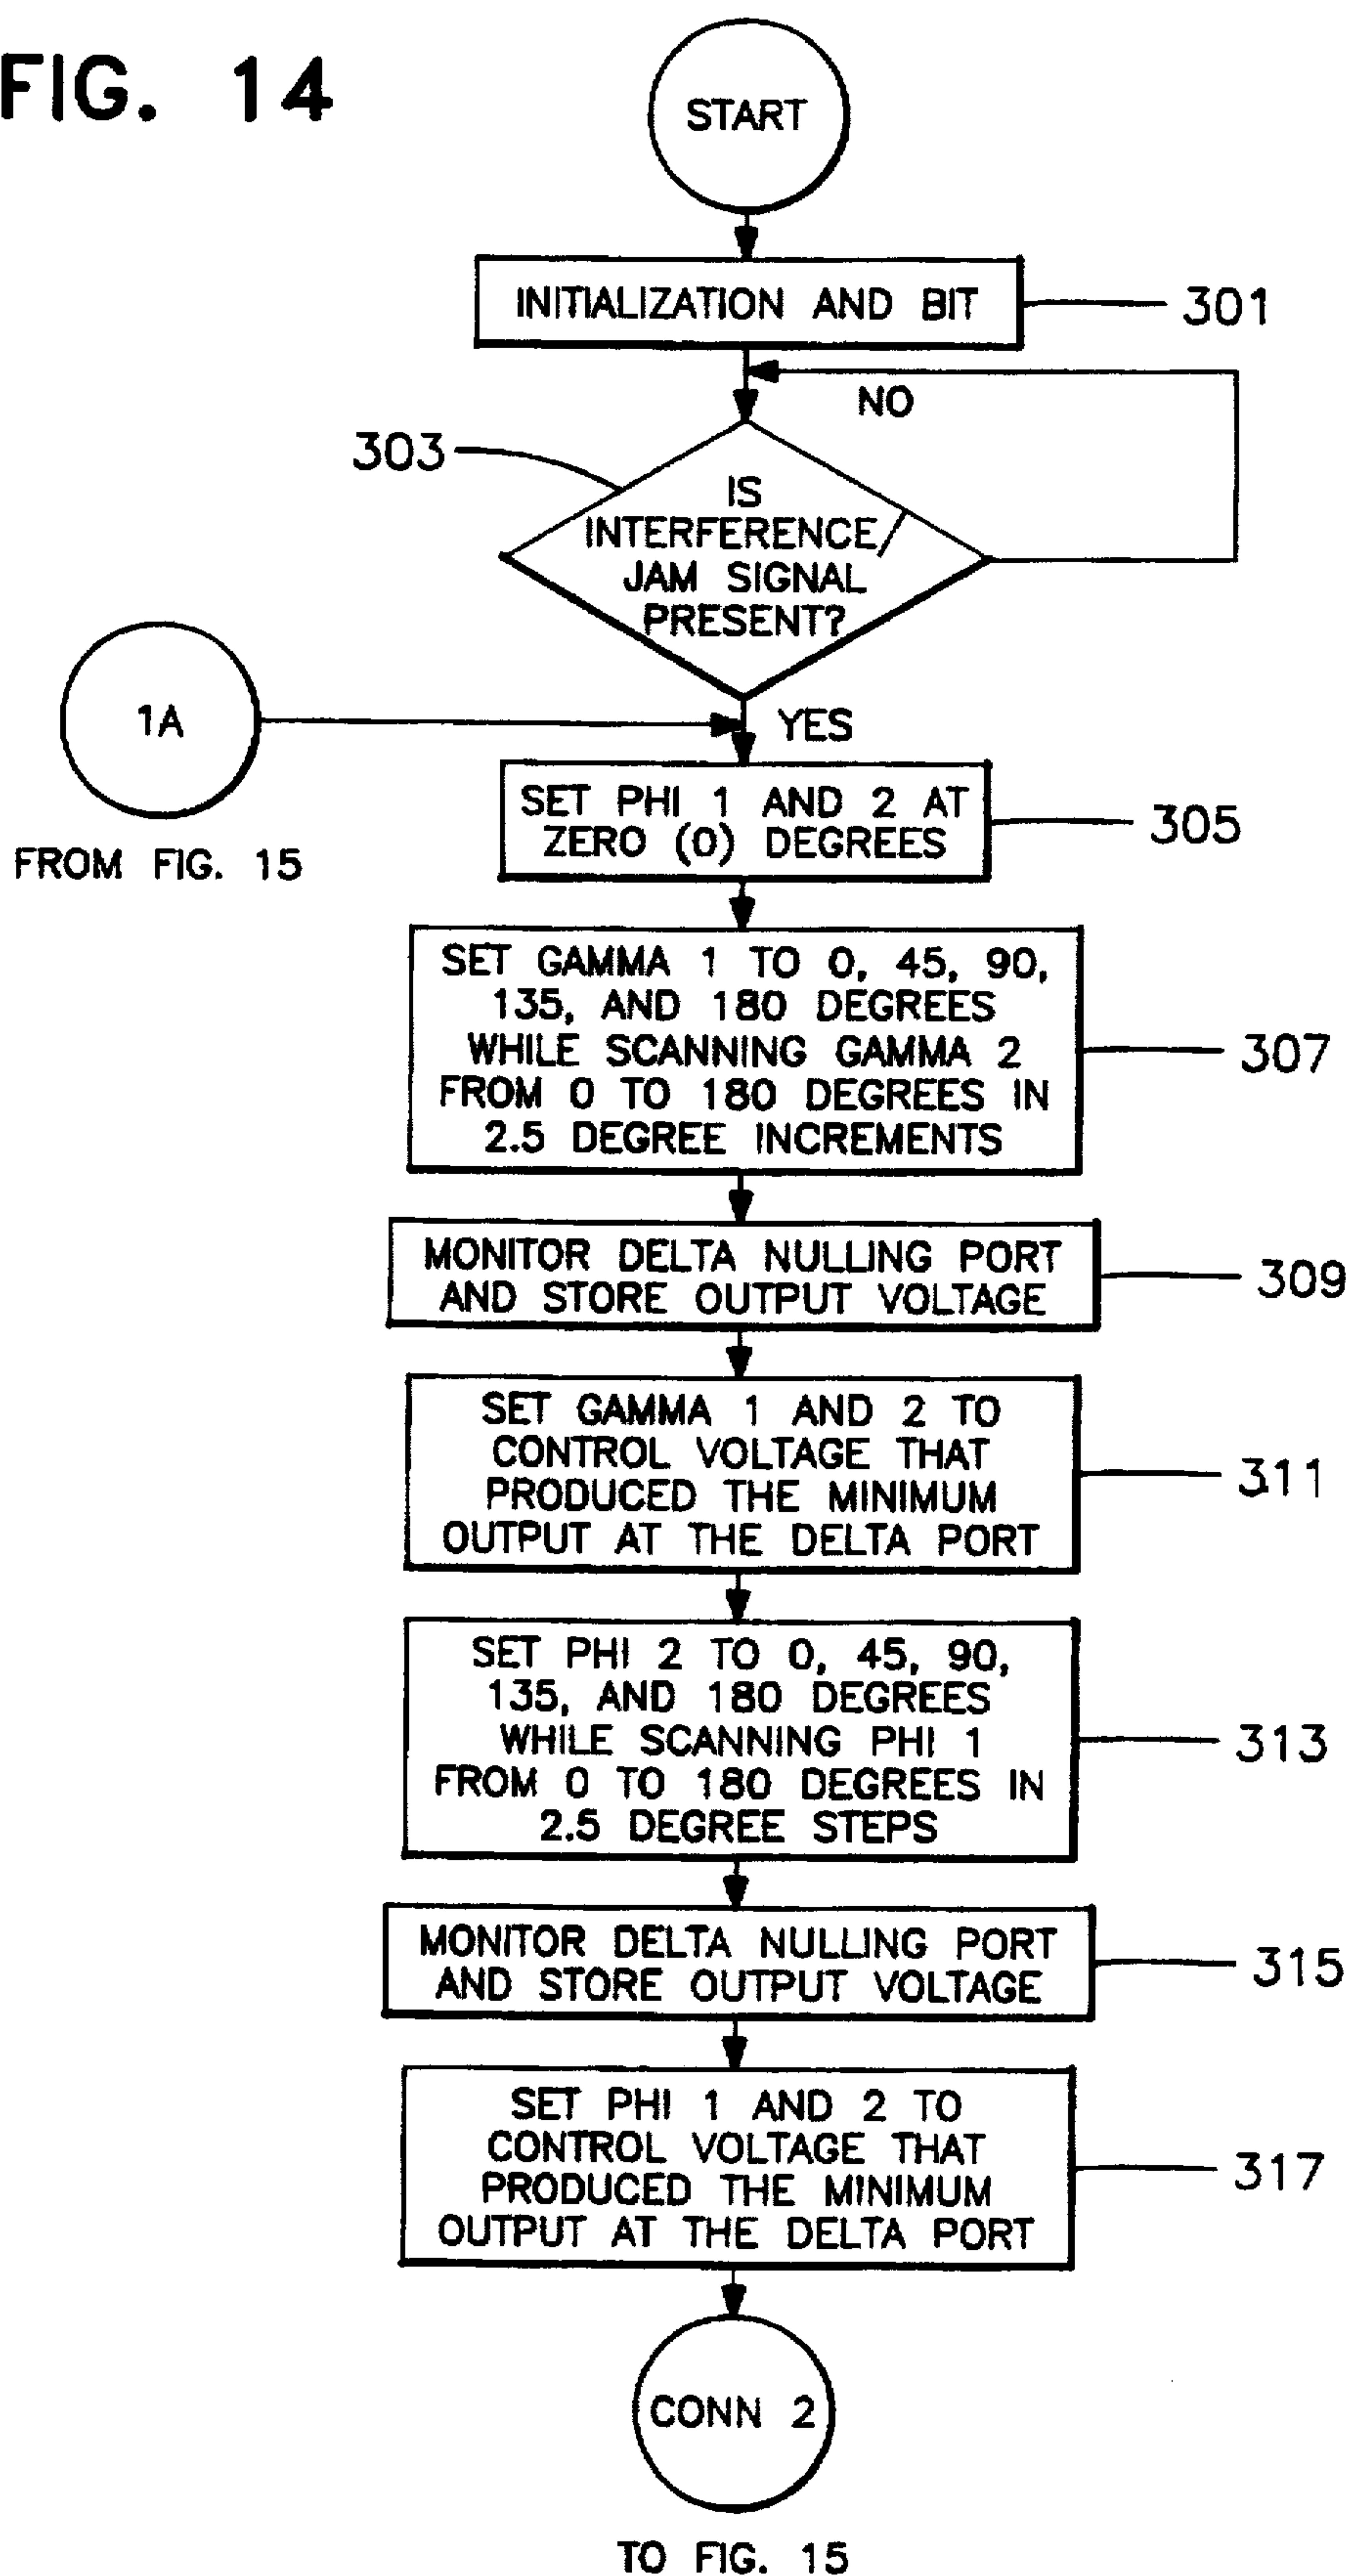 FIG. 14
START
INITIALIZATION AND BIT
301
NO
303
IS
INTERFERENCE/
JAM SIGNAL
PRESENT?
1A
YES
FROM FIG. 15
SET PHI 1 AND 2 AT
ZERO (0) DEGREES
305
SET GAMMA 1 TO 0, 45, 90,
135, AND 180 DEGREES
WHILE SCANNING GAMMA 2
FROM 0 TO 180 DEGREES IN
2.5 DEGREE INCREMENTS
307
MONITOR DELTA NULLING PORT
AND STORE OUTPUT VOLTAGE
309
SET GAMMA 1 AND 2 TO
CONTROL VOLTAGE THAT
PRODUCED THE MINIMUM
OUTPUT AT THE DELTA PORT
311
SET PHI 2 TO 0, 45, 90,
135, AND 180 DEGREES
WHILE SCANNING PHI 1
FROM 0 TO 180 DEGREES IN
2.5 DEGREE STEPS
313
MONITOR DELTA NULLING PORT
AND STORE OUTPUT VOLTAGE
315
SET PHI 1 AND 2 TO
CONTROL VOLTAGE THAT
PRODUCED THE MINIMUM
OUTPUT AT THE DELTA PORT
317
CONN 2
TO FIG. 15